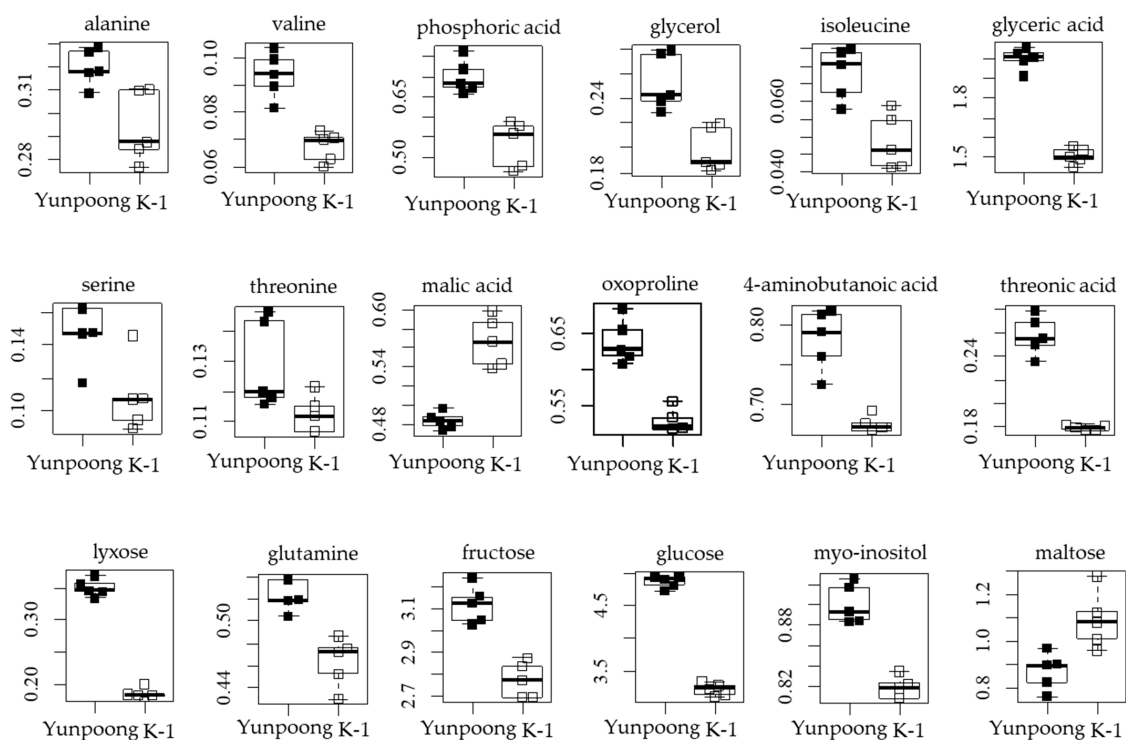 alanine valine phosphoric acid glycerol isoleucine glyceric acid
0.31 0.28 0.10 0.08 0.06 0.65 0.50 0.24 0.18 0.060 0.040 1.8 1.5
Yunpoong K-1 Yunpoong K-1 Yunpoong K-1 Yunpoong K-1 Yunpoong K-1 Yunpoong K-1
serine threonine malic acid oxoproline 4-aminobutanoic acid threonic acid
0.14 0.10 0.13 0.11 0.60 0.54 0.48 0.65 0.55 0.80 0.70 0.24 0.18
Yunpoong K-1 Yunpoong K-1 Yunpoong K-1 Yunpoong K-1 Yunpoong K-1 Yunpoong K-1
lyxose glutamine fructose glucose myo-inositol maltose
0.30 0.20 0.50 0.44 3.1 2.9 2.7 4.5 3.5 0.88 0.82 1.2 1.0 0.8
Yunpoong K-1 Yunpoong K-1 Yunpoong K-1 Yunpoong K-1 Yunpoong K-1 Yunpoong K-1